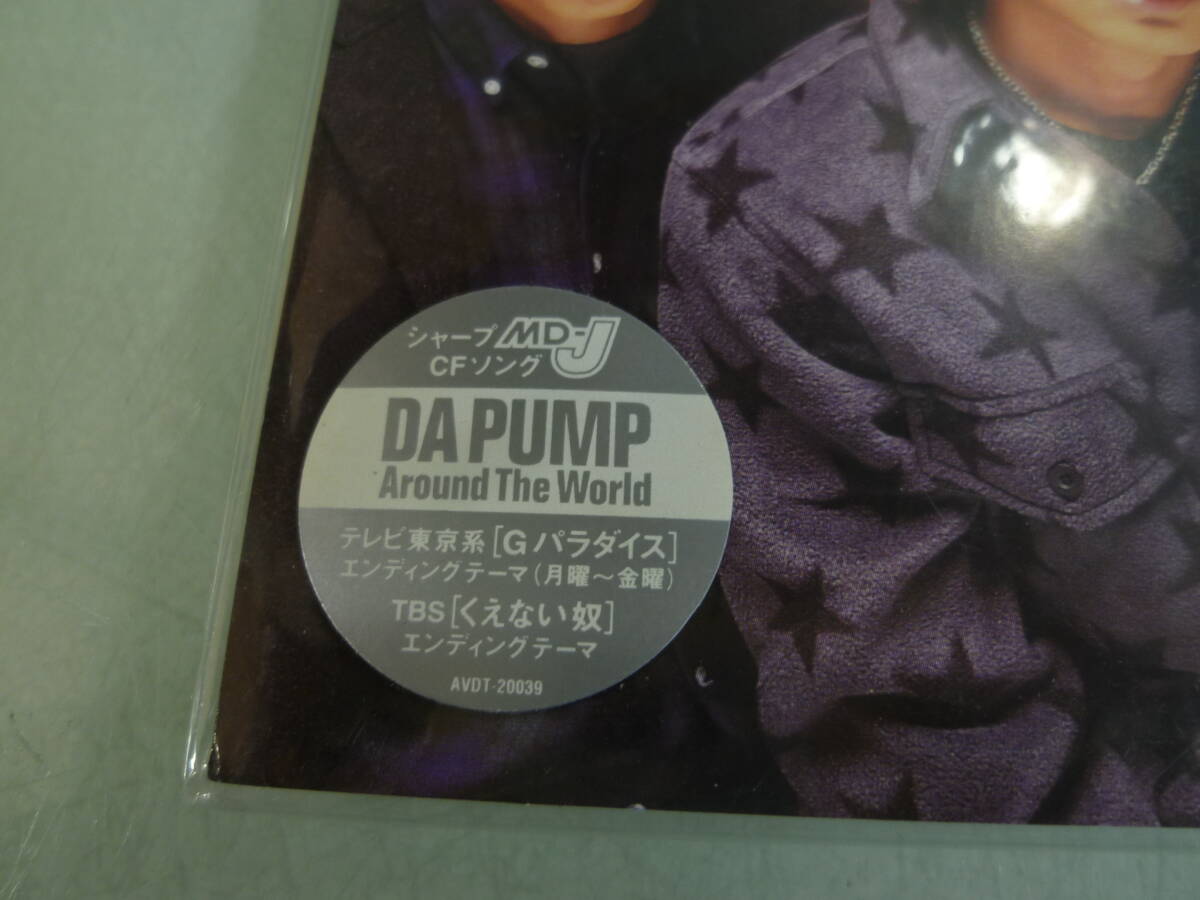 シャープ MD-J
CFソング
DA PUMP
Around The World
テレビ東京系 [G パラダイス]
エンディングテーマ (月曜～金曜)
TBS [くえない奴]
エンディングテーマ
AVDT-20039